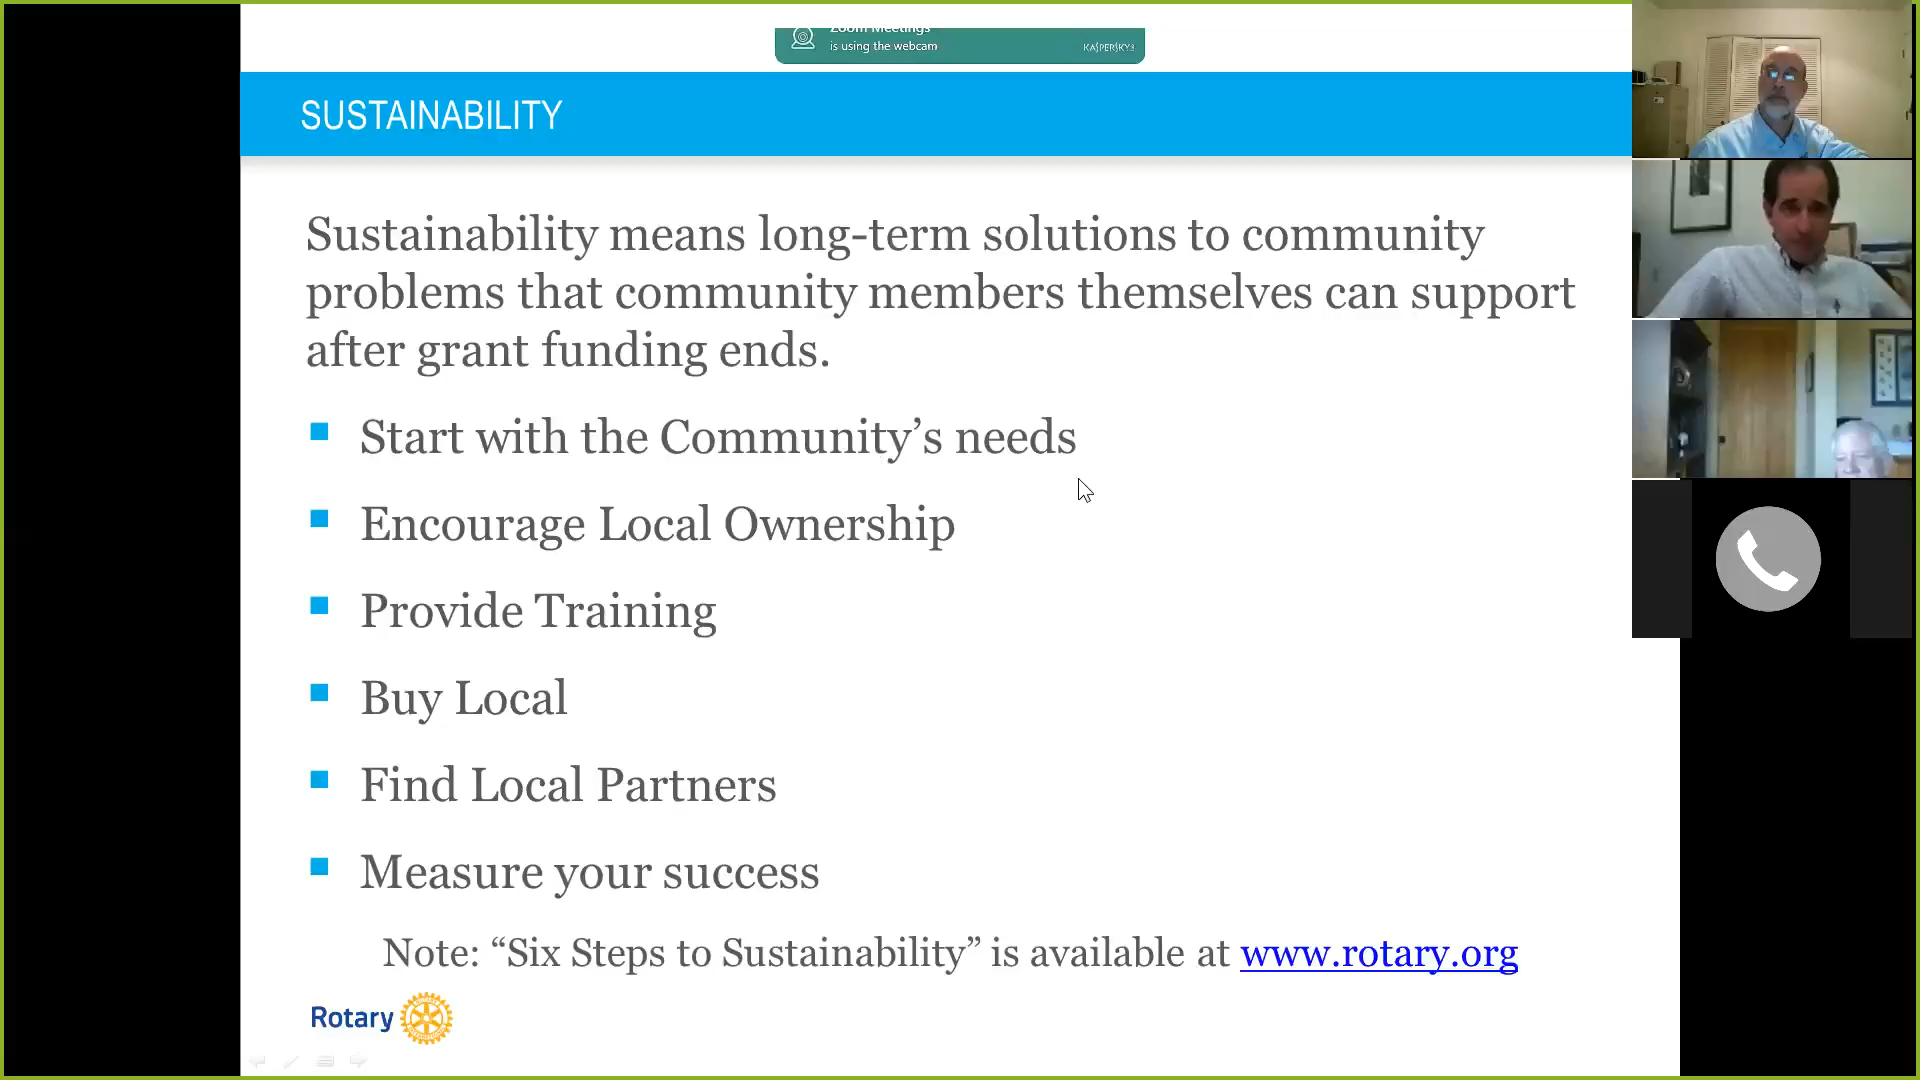 Zoom Meetings
is using the webcam
KASPERSKY
SUSTAINABILITY
Sustainability means long-term solutions to community
problems that community members themselves can support
after grant funding ends.
Start with the Community’s needs
Encourage Local Ownership
Provide Training
Buy Local
Find Local Partners
Measure your success
Note: “Six Steps to Sustainability” is available at www.rotary.org
Rotary